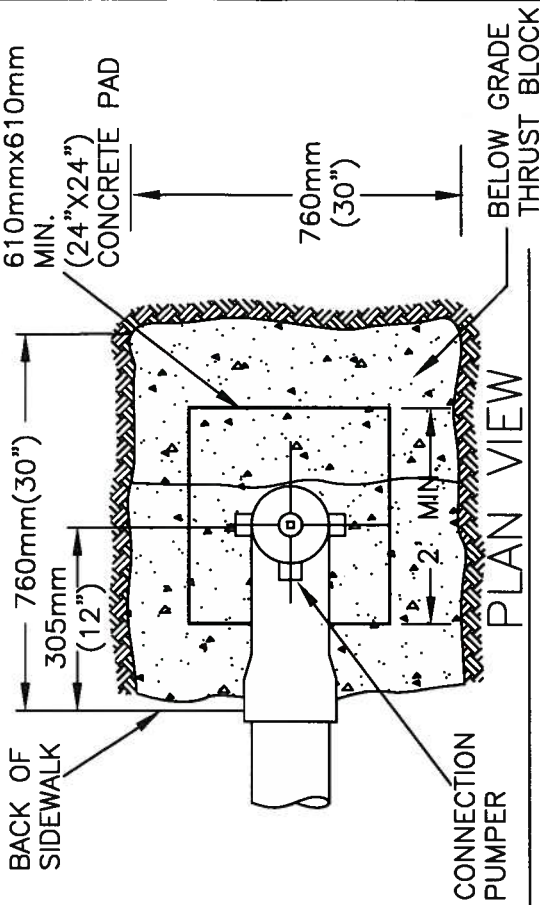 610mmx610mm
MIN.
(24"X24")
CONCRETE PAD
760mm(30")
305mm
(12")
BACK OF
SIDEWALK
760mm
(30")
2' MIN
BELOW GRADE
THRUST BLOCK
CONNECTION
PUMPER
PLAN VIEW